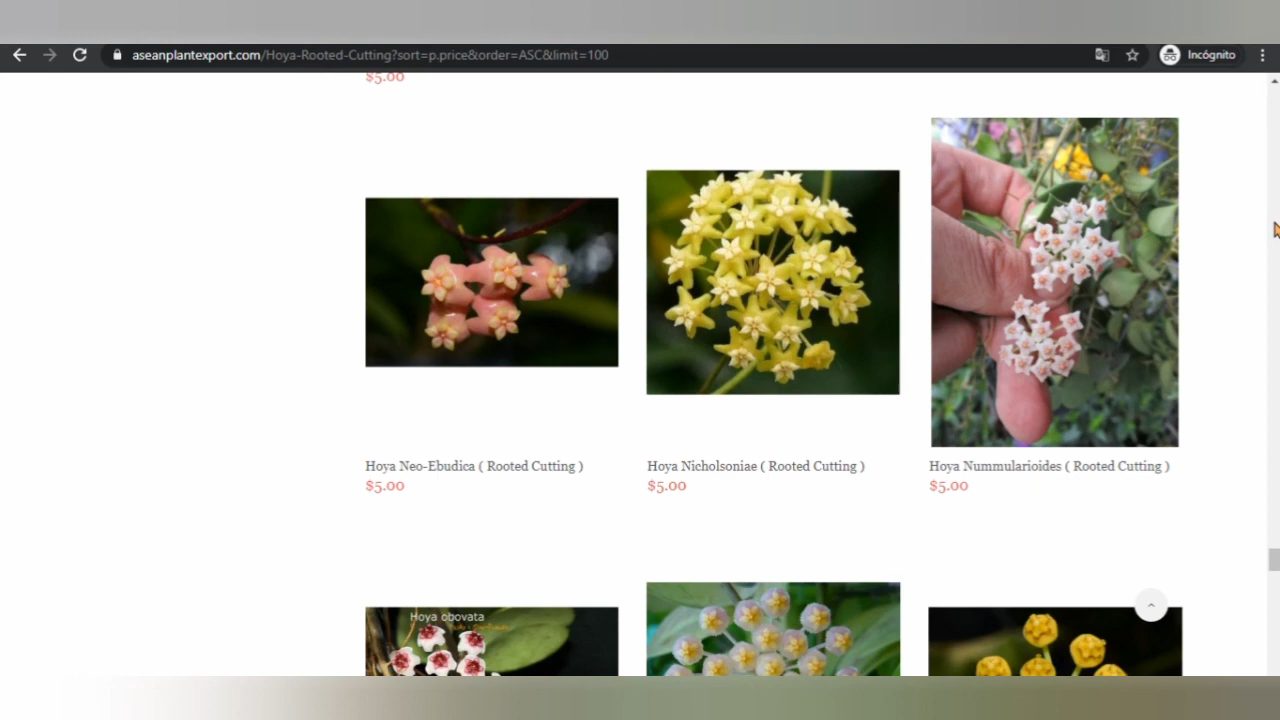 aseanplantexport.com/Hoya-Rooted-Cutting?sort=p.price&order=ASC&limit=100
Incógnito
$5.00
Hoya Neo-Ebudica ( Rooted Cutting )
$5.00
Hoya Nicholsoniae ( Rooted Cutting )
$5.00
Hoya Nummularioides ( Rooted Cutting )
$5.00
Hoya obovata